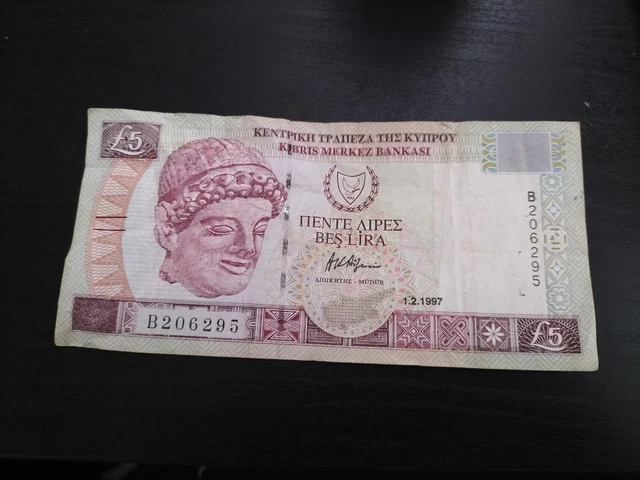 £5
ΚΕΝΤΡΙΚΗ ΤΡΑΠΕΖΑ ΤΗΣ ΚΥΠΡΟΥ
KIBRIS MERKEZ BANKASI
ΠΕΝΤΕ ΛΙΡΕΣ
BEŞ LİRA
ΔΙΟΙΚΗΤΗΣ - MÜDÜR
1.2.1997
B206295
B206295
£5